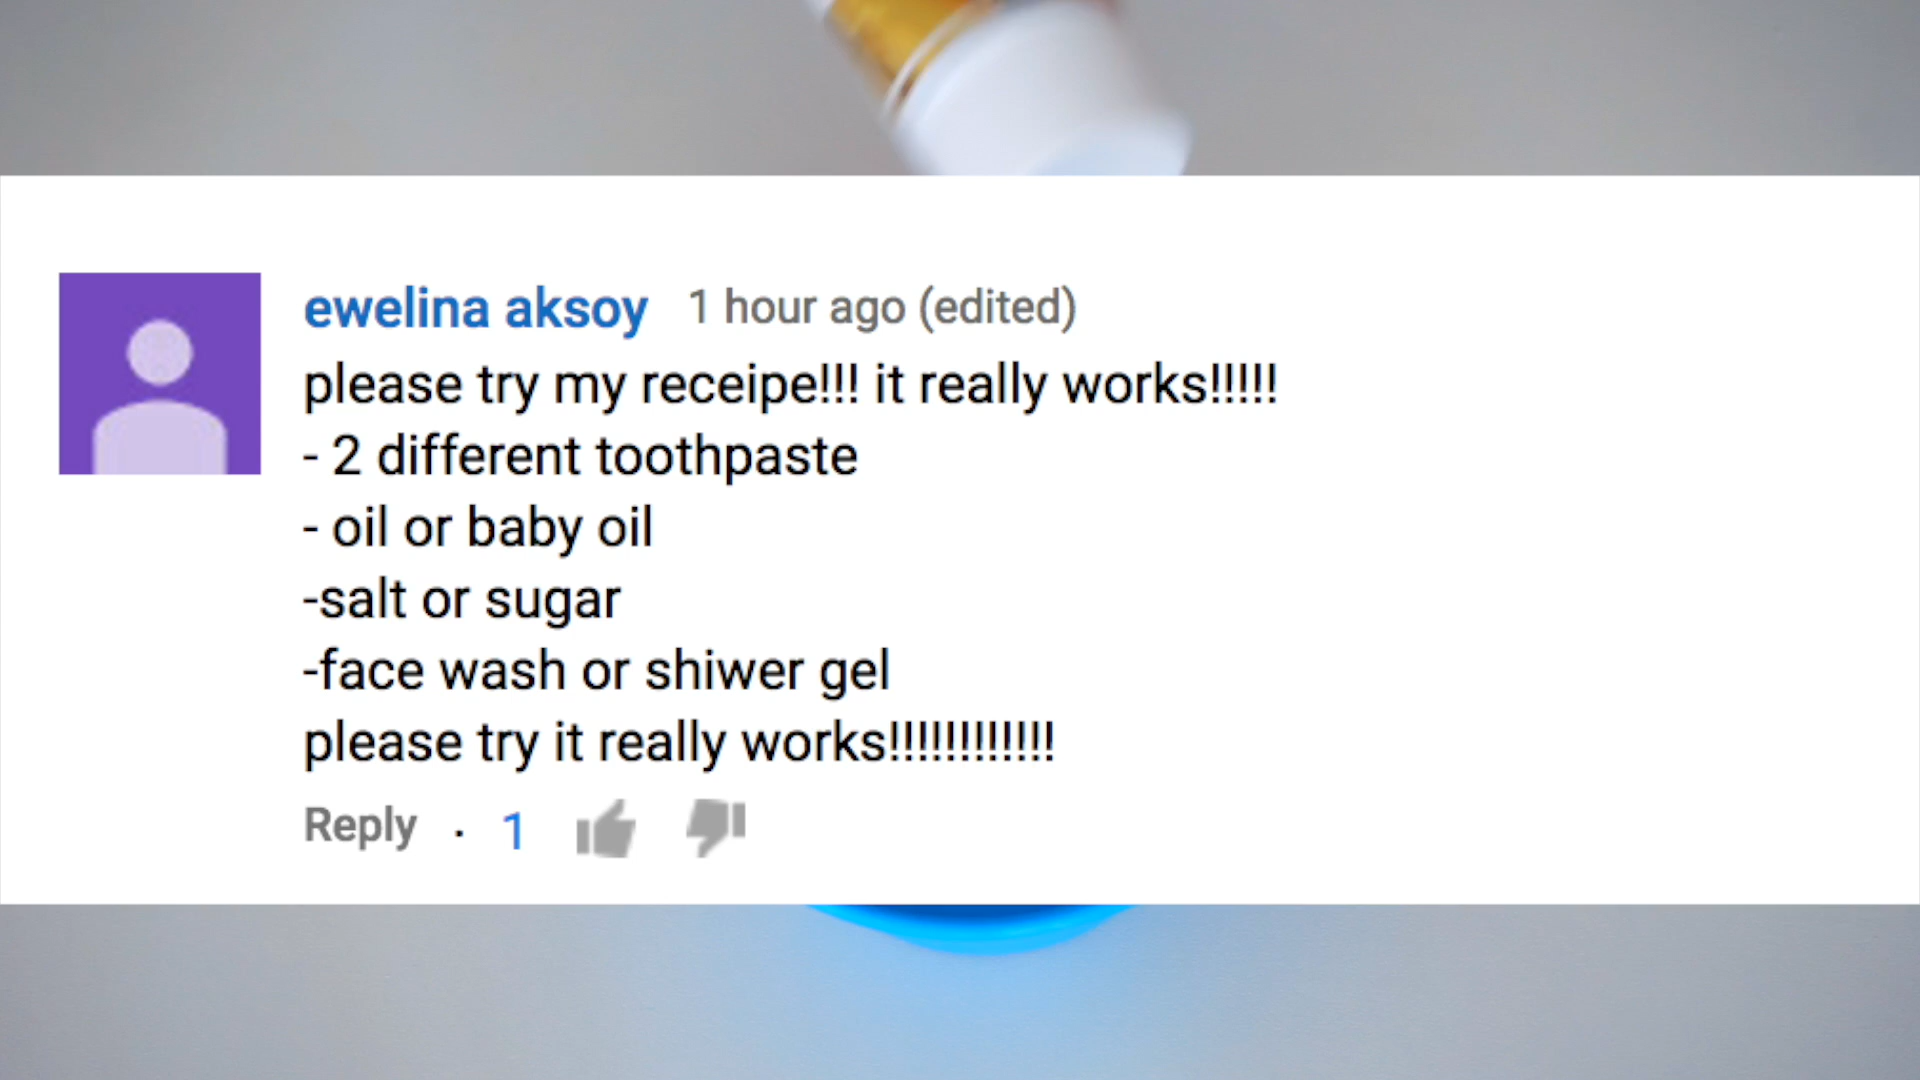 ewelina aksoy 1 hour ago (edited)
please try my receipe!!! it really works!!!!!
- 2 different toothpaste
- oil or baby oil
-salt or sugar
-face wash or shiwer gel
please try it really works!!!!!!!!!!!!
Reply · 1